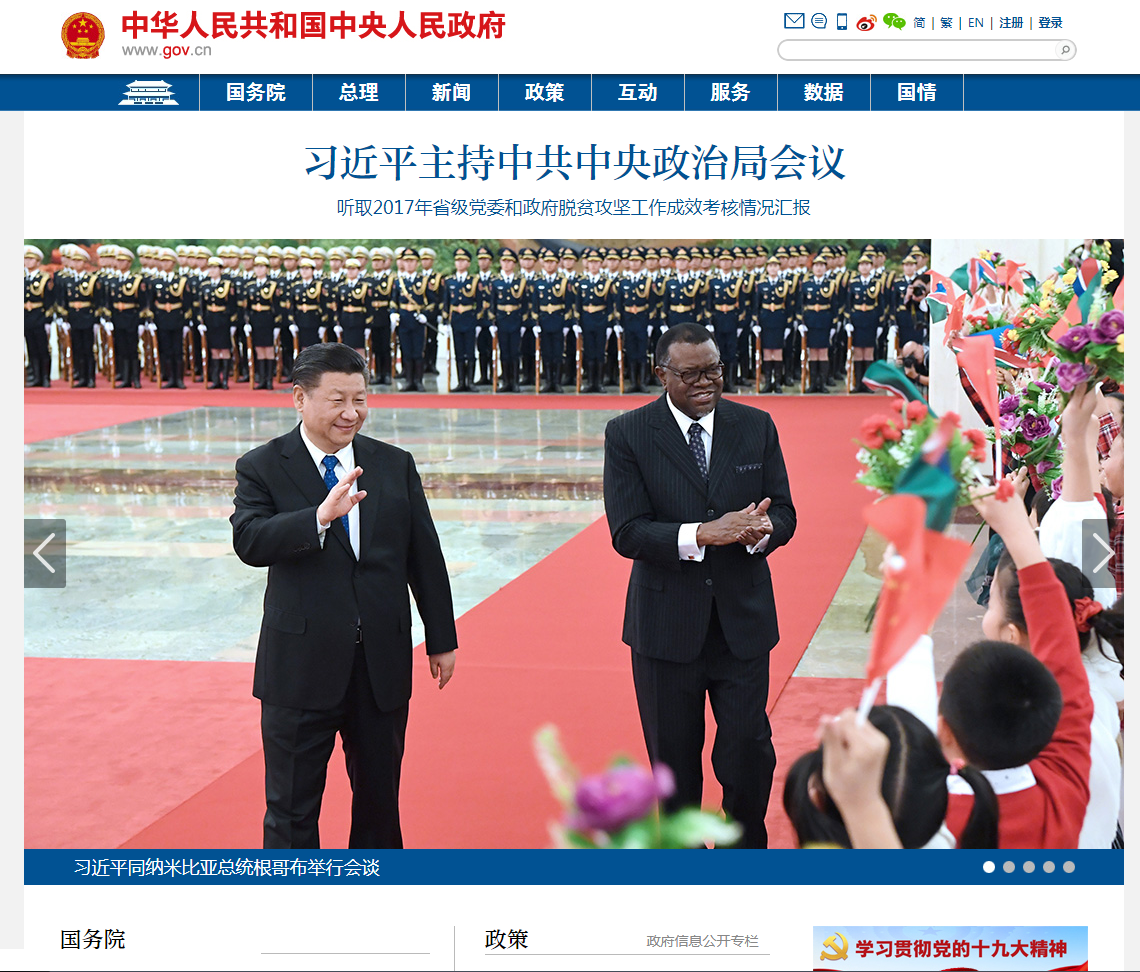 中华人民共和国中央人民政府
www.gov.cn
简 | 繁 | EN | 注册 | 登录
国务院 总理 新闻 政策 互动 服务 数据 国情
习近平主持中共中央政治局会议
听取2017年省级党委和政府脱贫攻坚工作成效考核情况汇报
习近平同纳米比亚总统根哥布举行会谈
国务院
政策 政府信息公开专栏
学习贯彻党的十九大精神